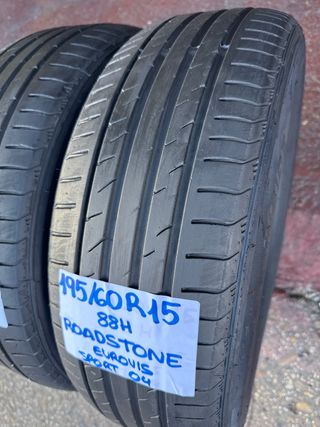 195/60 R15
88H
ROADSTONE
EUROVIS
SPORT 04